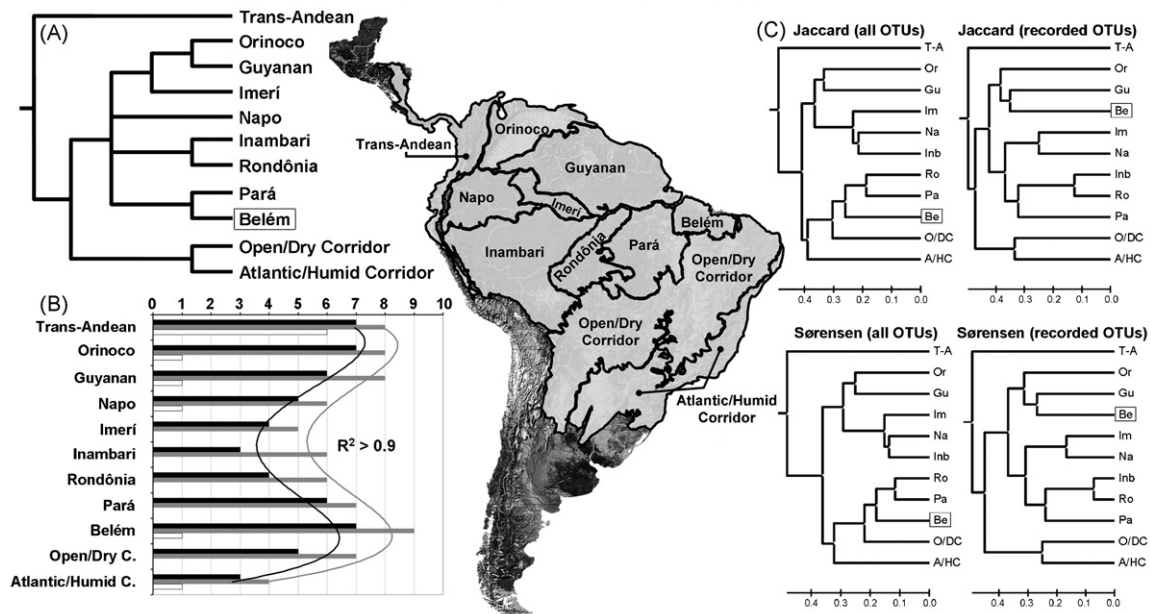 (A)
Trans-Andean
Orinoco
Guyanan
Imerí
Napo
Inambari
Rondônia
Pará
Belém
Open/Dry Corridor
Atlantic/Humid Corridor
(B)
0 1 2 3 4 5 6 7 8 9 10
Trans-Andean
Orinoco
Guyanan
Napo
Imerí
Inambari
Rondônia
Pará
Belém
Open/Dry C.
Atlantic/Humid C.
R² > 0.9
Orinoco
Trans-Andean
Guyanan
Napo
Imerí
Belém
Inambari
Rondônia
Pará
Open/Dry
Corridor
Open/Dry
Corridor
Atlantic/Humid
Corridor
(C)
Jaccard (all OTUs)
T-A
Or
Gu
Im
Na
Inb
Ro
Pa
Be
O/DC
A/HC
0.4 0.3 0.2 0.1 0.0
Jaccard (recorded OTUs)
T-A
Or
Gu
Be
Im
Na
Inb
Ro
Pa
O/DC
A/HC
0.4 0.3 0.2 0.1 0.0
Sørensen (all OTUs)
T-A
Or
Gu
Im
Na
Inb
Ro
Pa
Be
O/DC
A/HC
0.4 0.3 0.2 0.1 0.0
Sørensen (recorded OTUs)
T-A
Or
Gu
Be
Im
Na
Inb
Ro
Pa
O/DC
A/HC
0.4 0.3 0.2 0.1 0.0